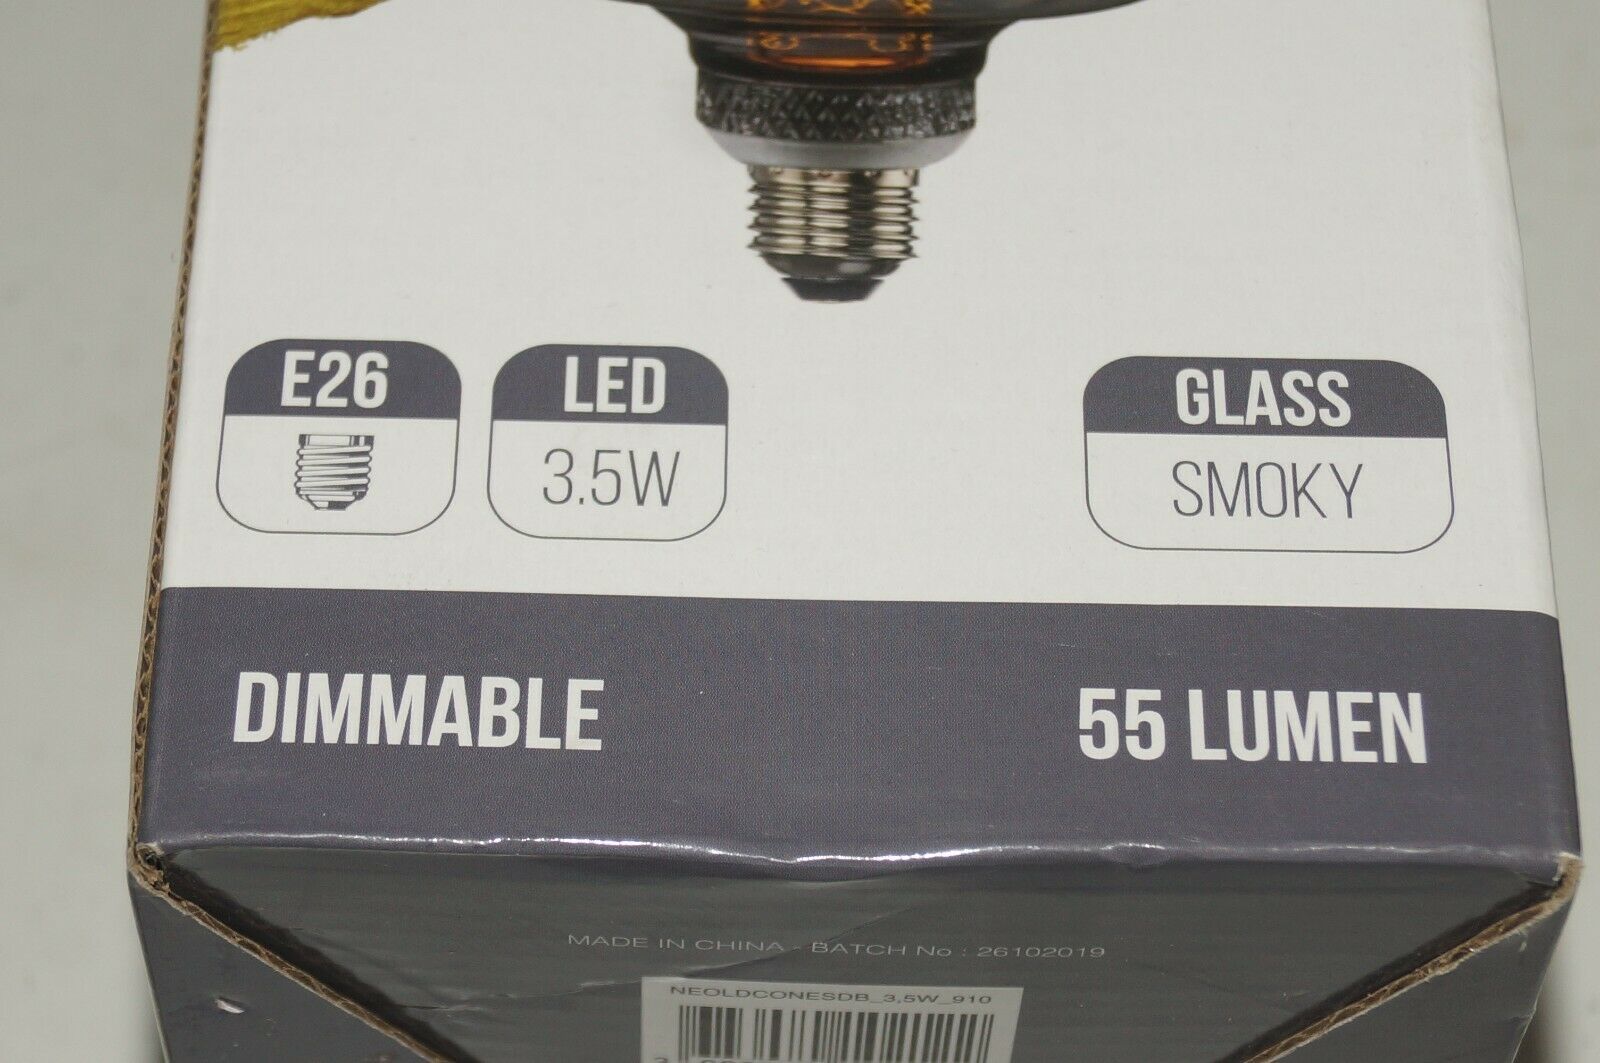 E26
LED
3.5W
GLASS
SMOKY
DIMMABLE
55 LUMEN
MADE IN CHINA - BATCH No : 26102019
NEOLDCONESDB_3,5W_910